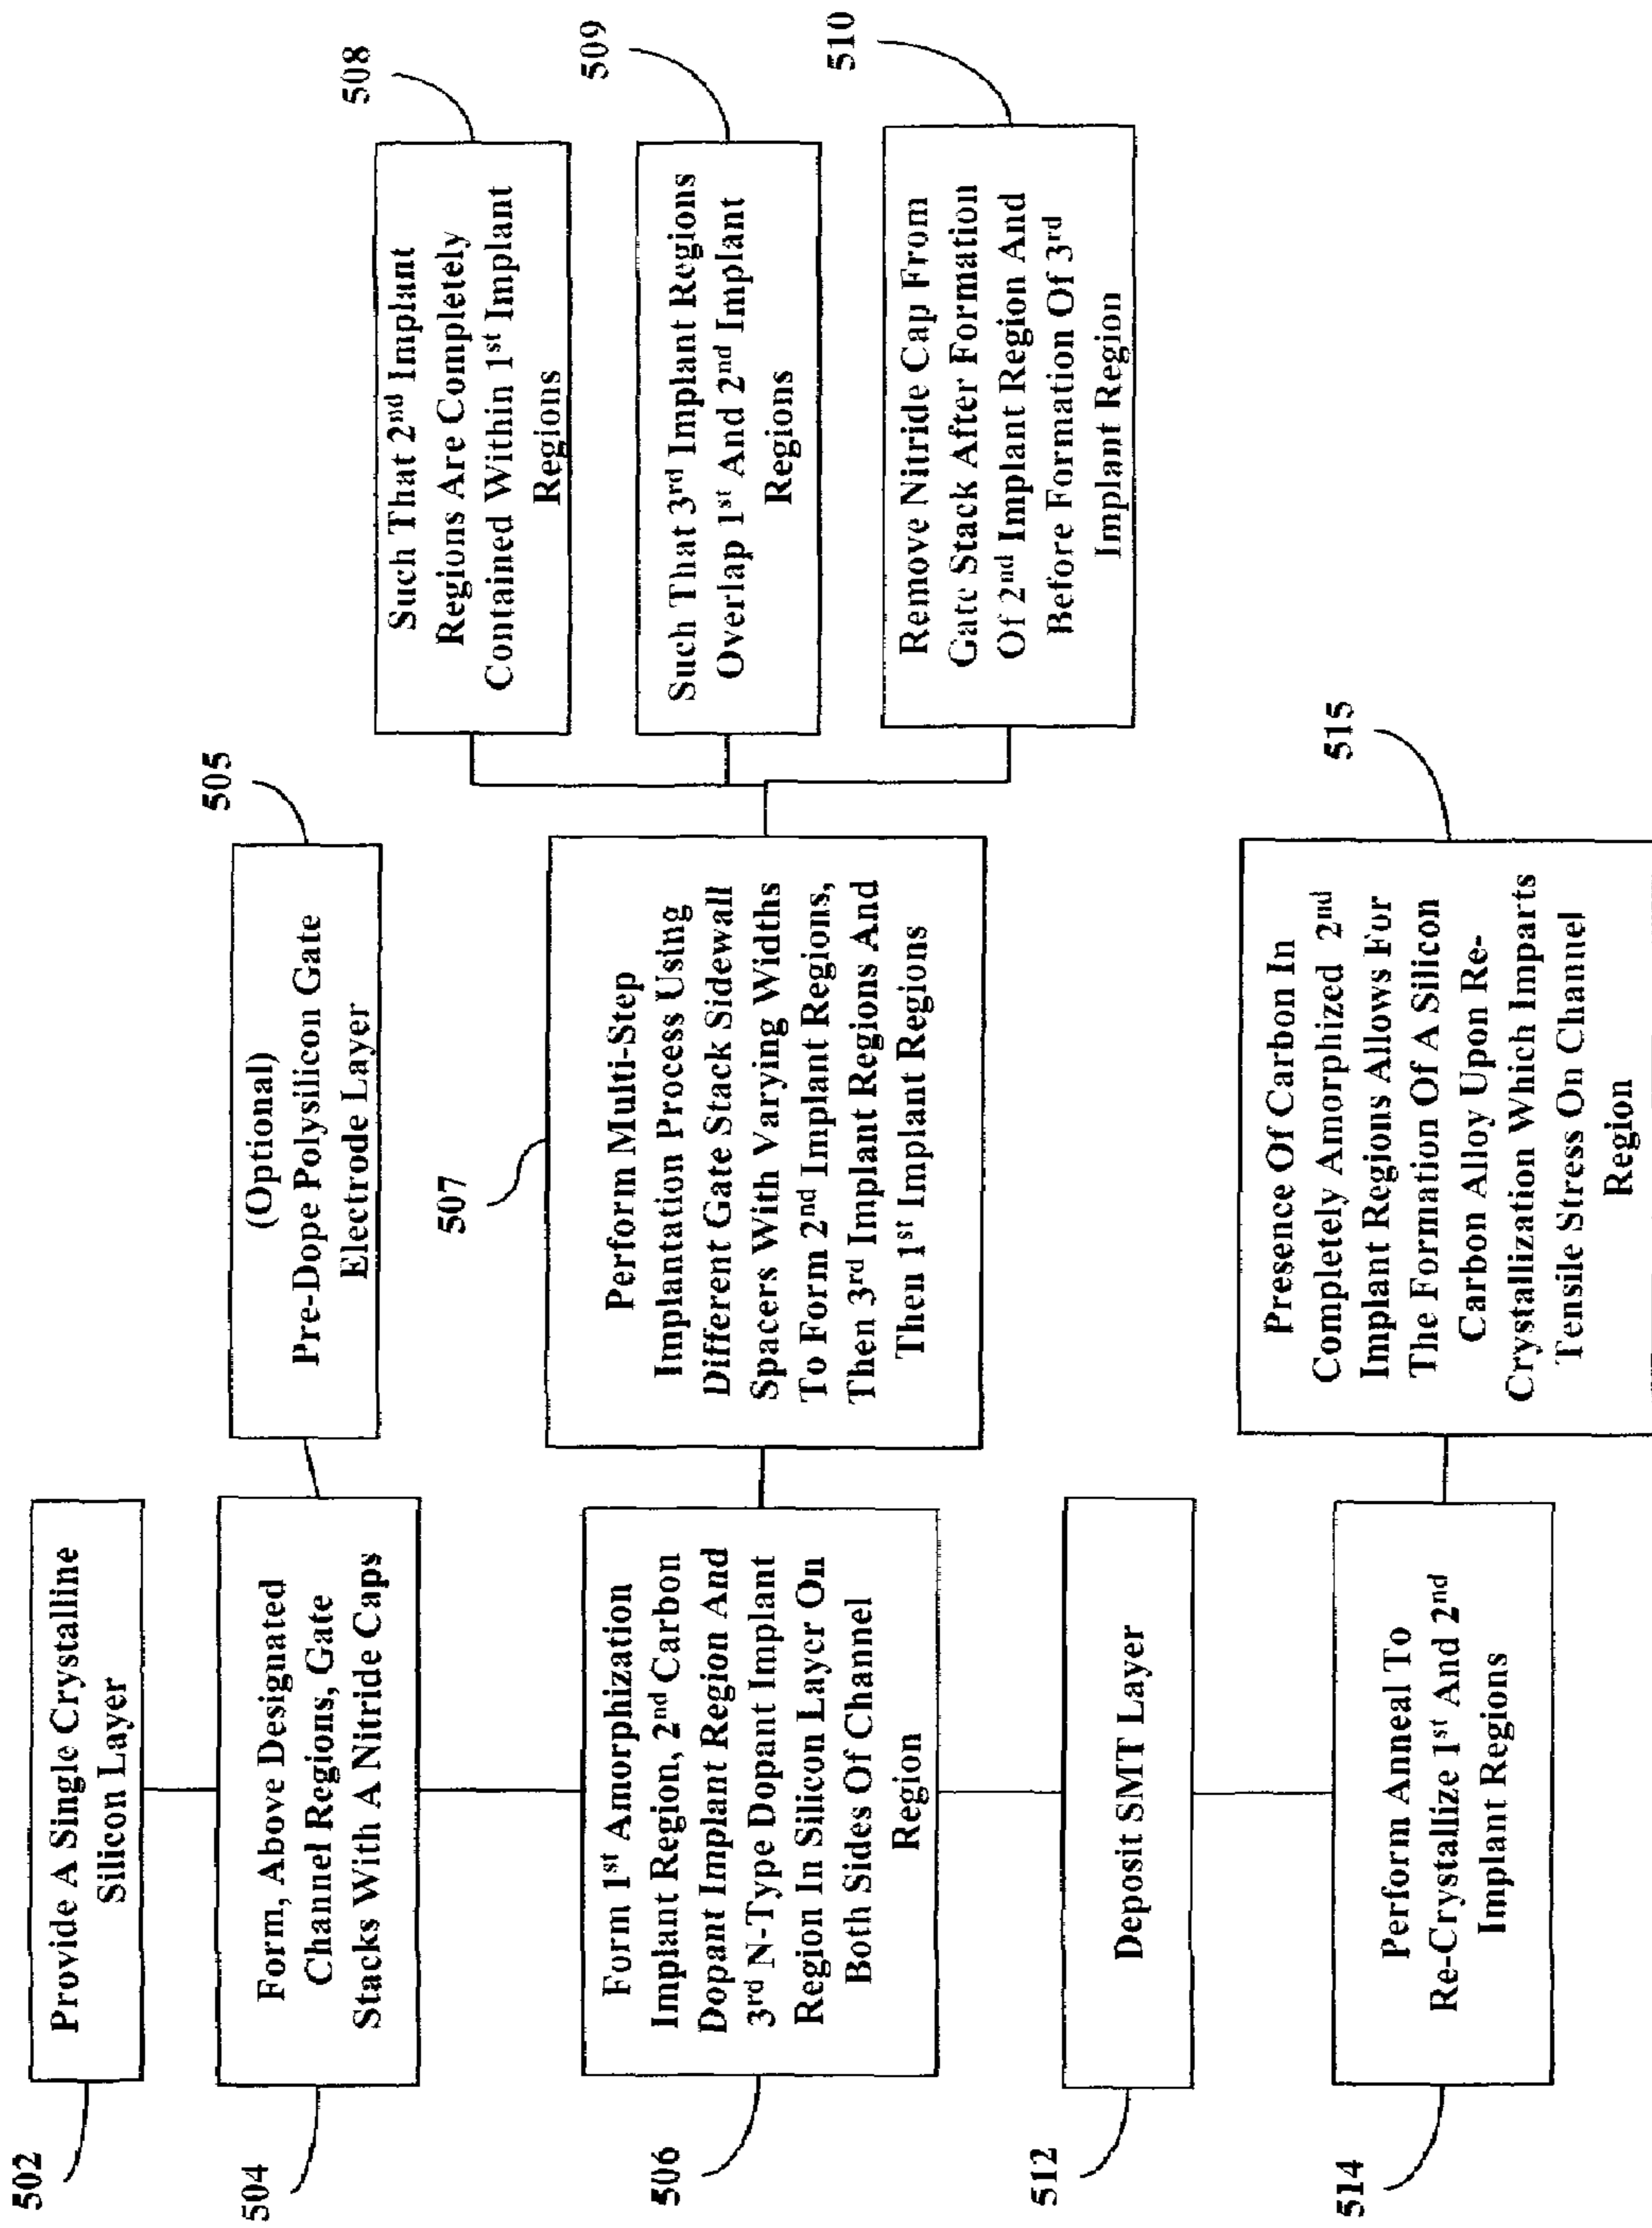 502
Provide A Single Crystalline
Silicon Layer
504
Form, Above Designated
Channel Regions, Gate
Stacks With A Nitride Caps
505
(Optional)
Pre-Dope Polysilicon Gate
Electrode Layer
506
Form 1st Amorphization
Implant Region, 2nd Carbon
Dopant Implant Region And
3rd N-Type Dopant Implant
Region In Silicon Layer On
Both Sides Of Channel
Region
507
Perform Multi-Step
Implantation Process Using
Different Gate Stack Sidewall
Spacers With Varying Widths
To Form 2nd Implant Regions,
Then 3rd Implant Regions And
Then 1st Implant Regions
508
Such That 2nd Implant
Regions Are Completely
Contained Within 1st Implant
Regions
509
Such That 3rd Implant Regions
Overlap 1st And 2nd Implant
Regions
510
Remove Nitride Cap From
Gate Stack After Formation
Of 2nd Implant Region And
Before Formation Of 3rd
Implant Region
512
Deposit SMT Layer
514
Perform Anneal To
Re-Crystallize 1st And 2nd
Implant Regions
515
Presence Of Carbon In
Completely Amorphized 2nd
Implant Regions Allows For
The Formation Of A Silicon
Carbon Alloy Upon Re-
Crystallization Which Imparts
Tensile Stress On Channel
Region